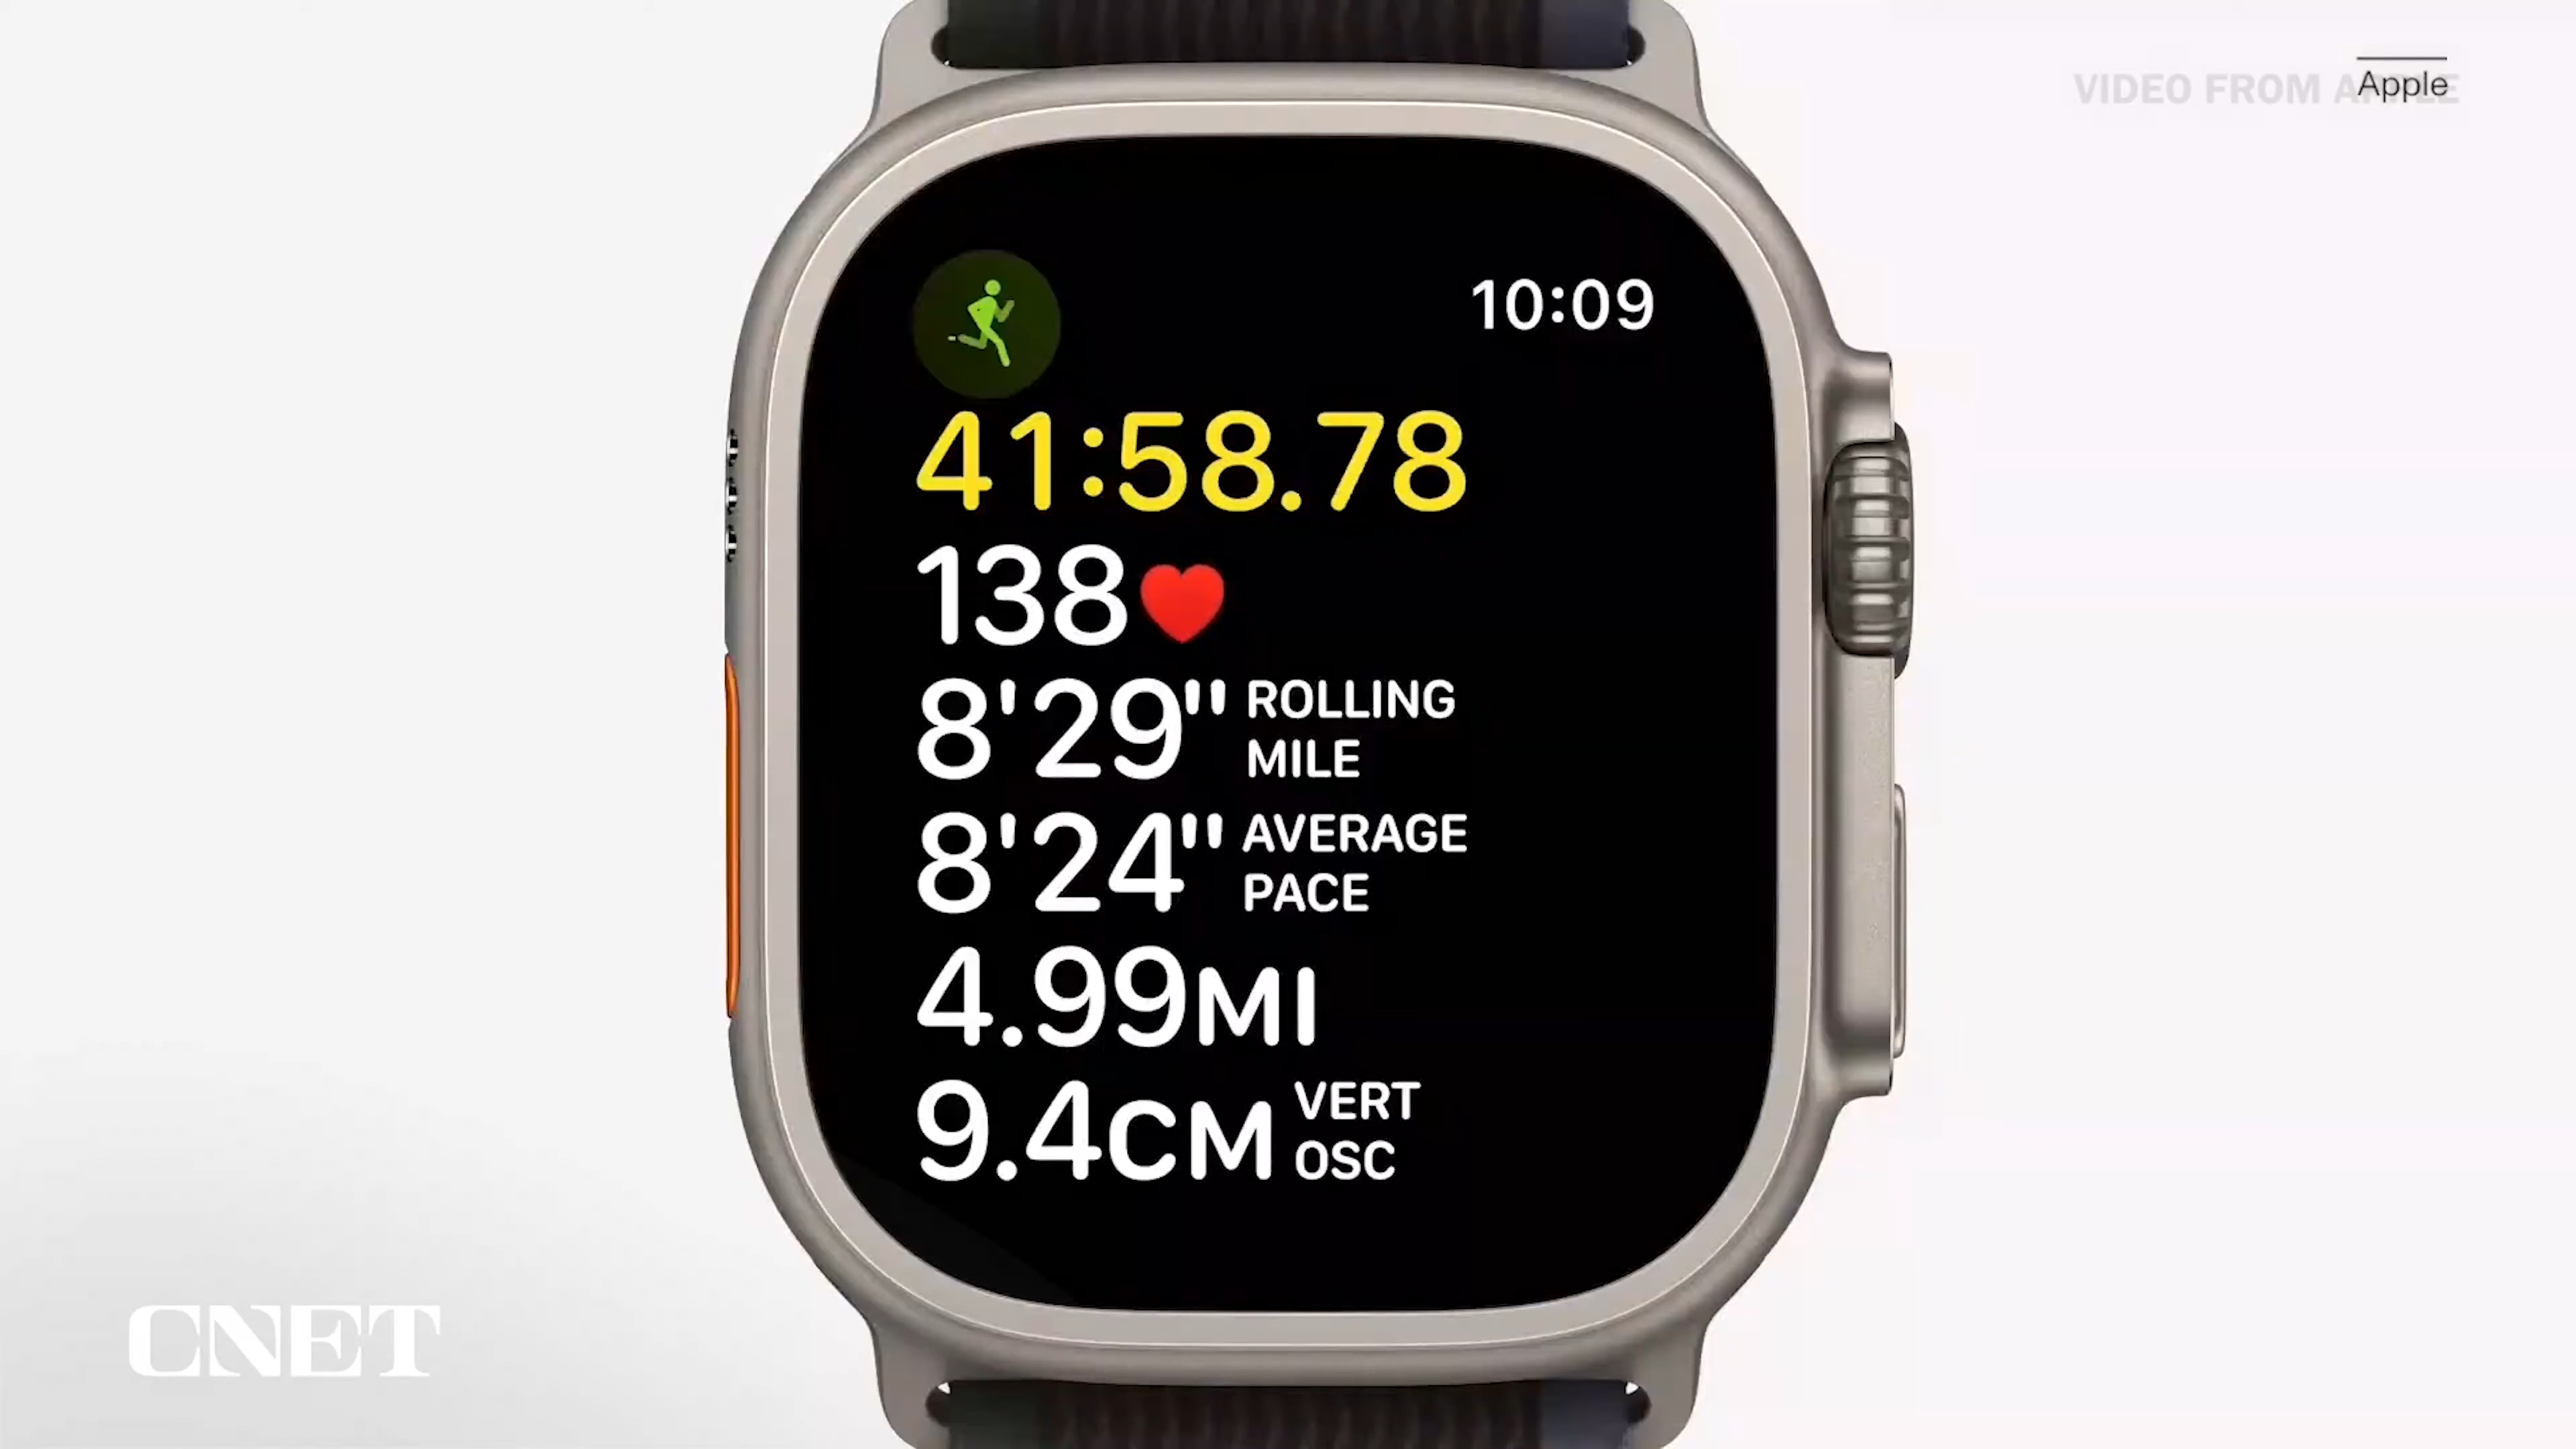 VIDEO FROM APPLE
Apple
10:09
41:58.78
138
8'29" ROLLING
MILE
8'24" AVERAGE
PACE
4.99MI
9.4CM VERT
OSC
CNET